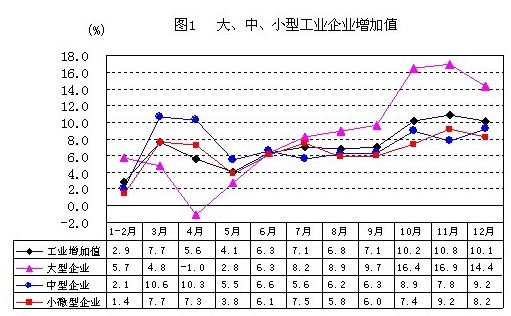 图1 大、中、小型工业企业增加值
(%)
18.0
16.0
14.0
12.0
10.0
8.0
6.0
4.0
2.0
0.0
-2.0
1-2月 3月 4月 5月 6月 7月 8月 9月 10月 11月 12月
工业增加值 2.9 7.7 5.6 4.1 6.3 7.1 6.8 7.1 10.2 10.8 10.1
大型企业 5.7 4.8 -1.0 2.8 6.3 8.2 8.9 9.7 16.4 16.9 14.4
中型企业 2.1 10.6 10.3 5.5 6.6 5.6 6.2 6.3 8.9 7.8 9.2
小微型企业 1.4 7.7 7.3 3.8 6.1 7.5 5.8 6.0 7.4 9.2 8.2